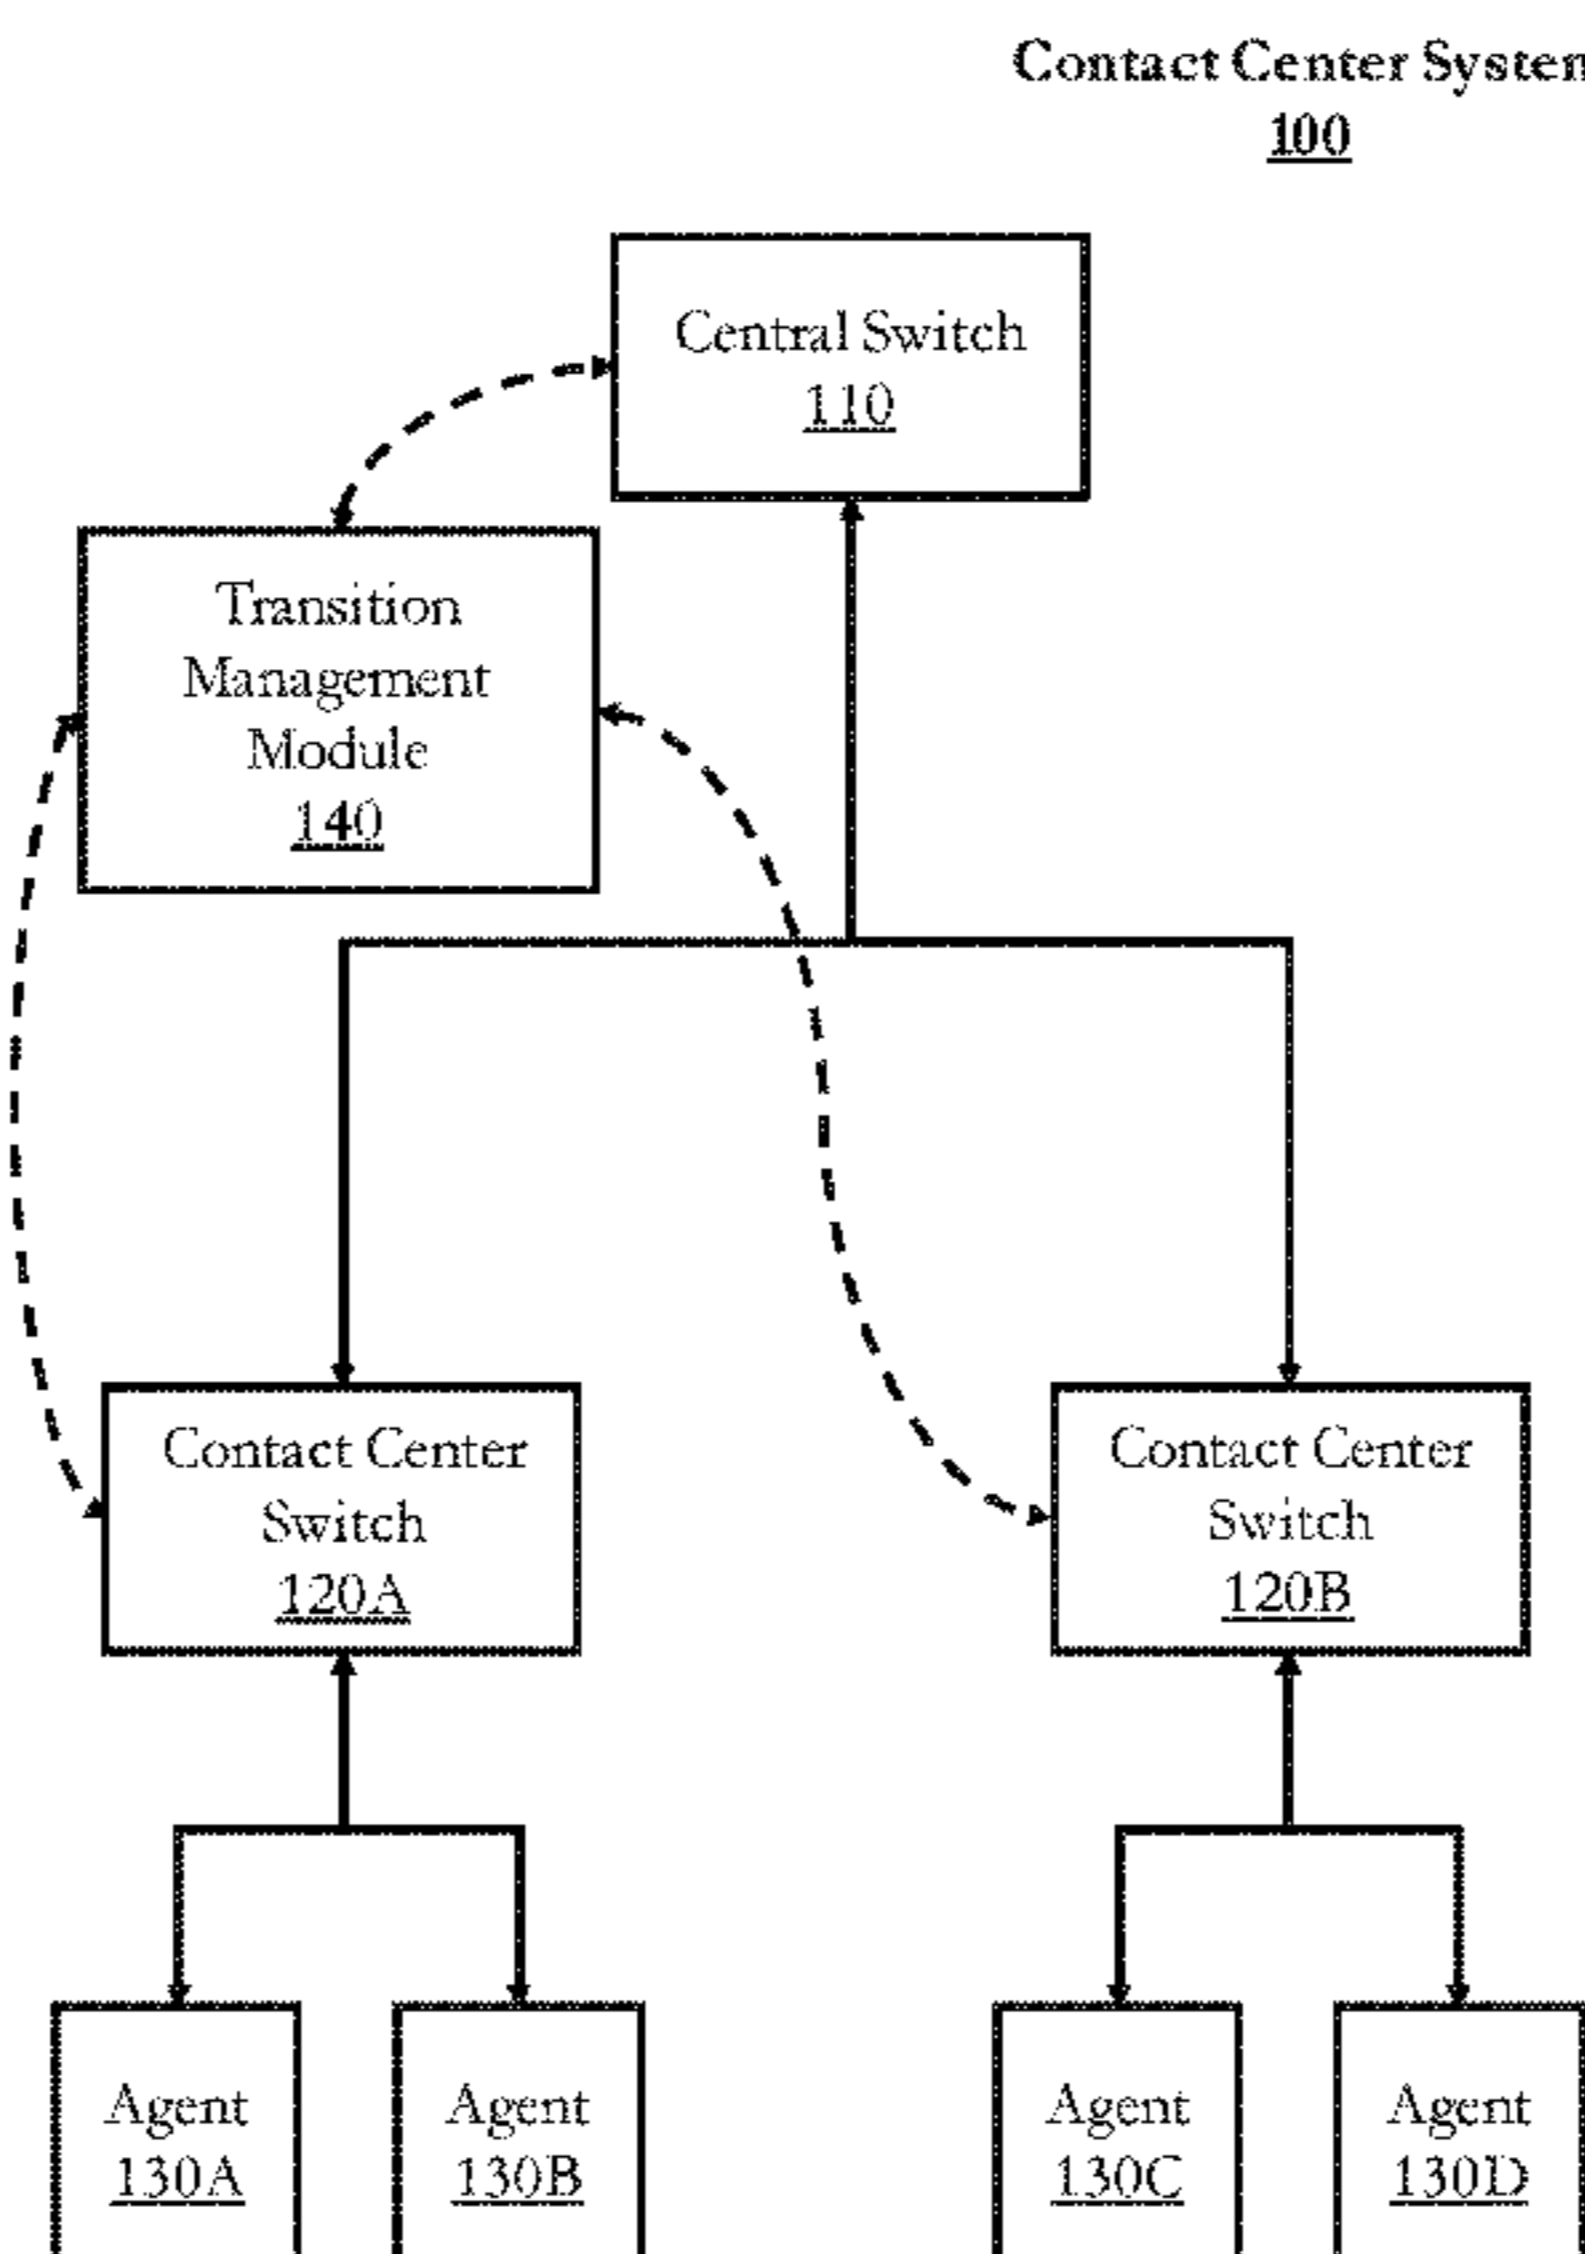 Contact Center System
100
Central Switch
110
Transition
Management
Module
140
Contact Center
Switch
120A
Contact Center
Switch
120B
Agent
130A
Agent
130B
Agent
130C
Agent
130D